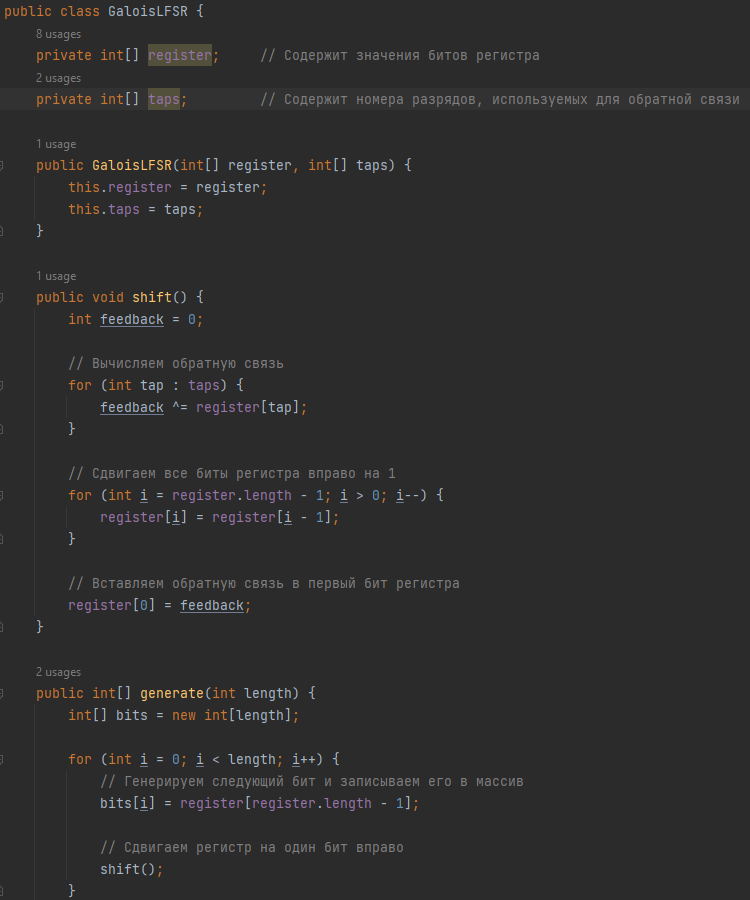 public class GaloisLFSR {
8 usages
private int[] register; // Содержит значения битов регистра
2 usages
private int[] taps; // Содержит номера разрядов, используемых для обратной связи
1 usage
public GaloisLFSR(int[] register, int[] taps) {
this.register = register;
this.taps = taps;
}
1 usage
public void shift() {
int feedback = 0;
// Вычисляем обратную связь
for (int tap : taps) {
feedback ^= register[tap];
}
// Сдвигаем все биты регистра вправо на 1
for (int i = register.length - 1; i > 0; i--) {
register[i] = register[i - 1];
}
// Вставляем обратную связь в первый бит регистра
register[0] = feedback;
}
2 usages
public int[] generate(int length) {
int[] bits = new int[length];
for (int i = 0; i < length; i++) {
// Генерируем следующий бит и записываем его в массив
bits[i] = register[register.length - 1];
// Сдвигаем регистр на один бит вправо
shift();
}